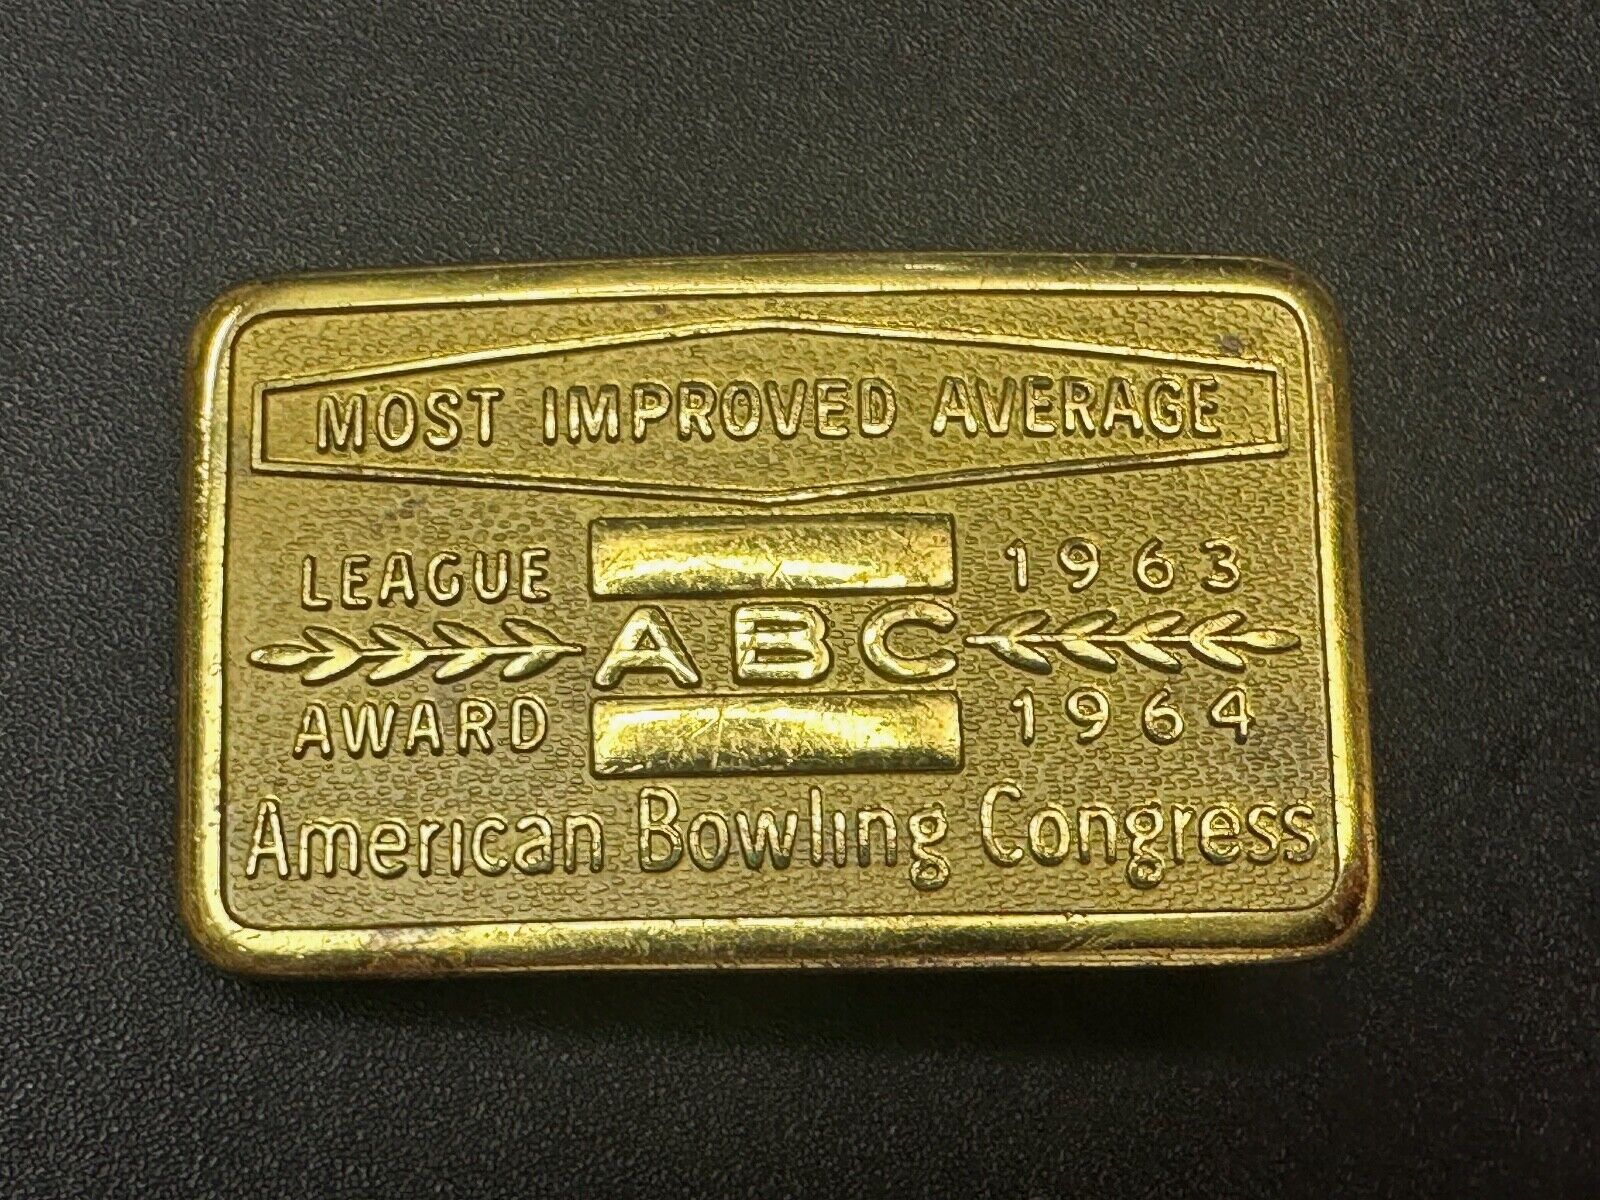 MOST IMPROVED AVERAGE
LEAGUE
AWARD
ABC
1963
1964
American Bowling Congress